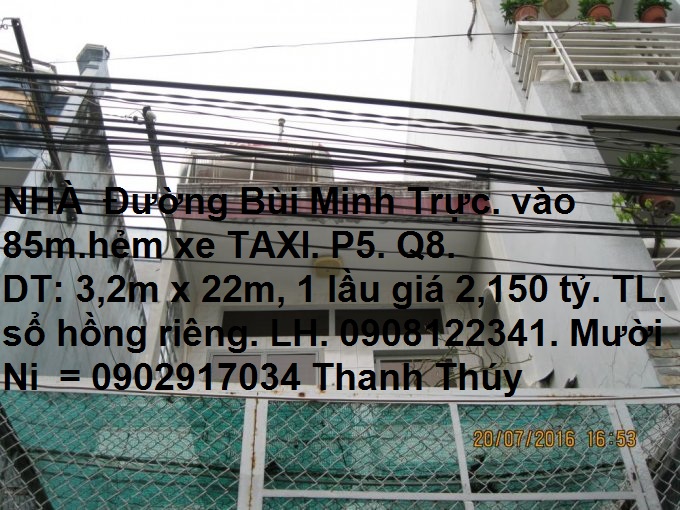 NHÀ Đường Bùi Minh Trực. vào
85m.hẻm xe TAXI. P5. Q8.
DT: 3,2m x 22m, 1 lầu giá 2,150 tỷ. TL.
sổ hồng riêng. LH. 0908122341. Mười
Ni = 0902917034 Thanh Thúy
20/07/2016 16:53